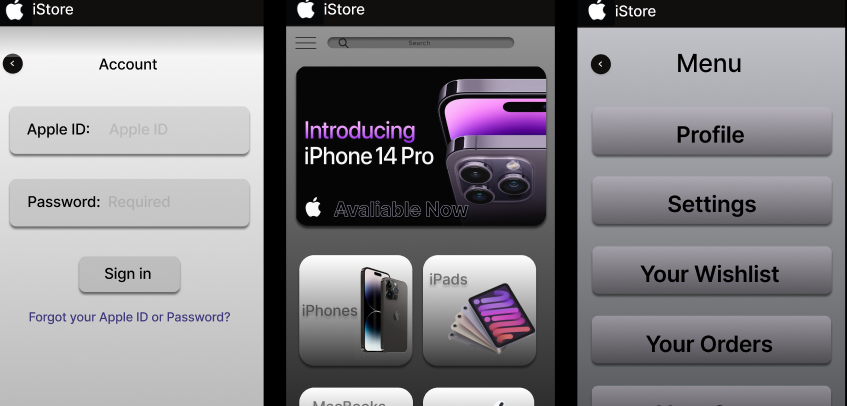 iStore
Account
Apple ID: Apple ID
Password: Required
Sign in
Forgot your Apple ID or Password?
iStore
Search
Introducing
iPhone 14 Pro
Avaliable Now
iPhones
iPads
MacBooks
iStore
Menu
Profile
Settings
Your Wishlist
Your Orders